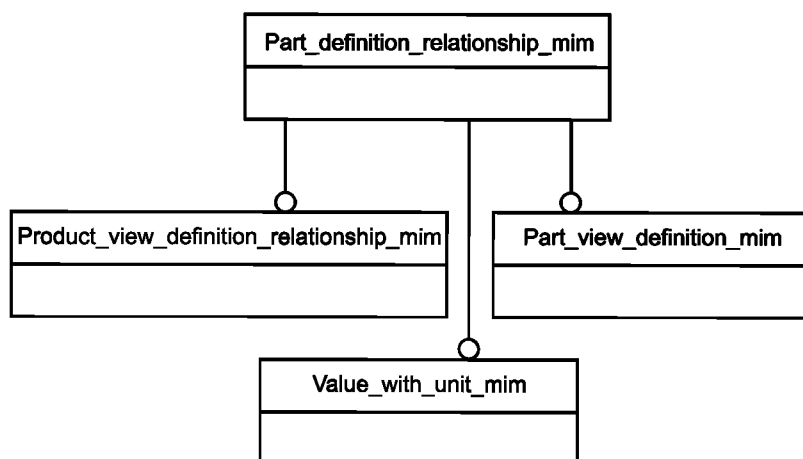 Part_definition_relationship_mim
Product_view_definition_relationship_mim
Part_view_definition_mim
Value_with_unit_mim